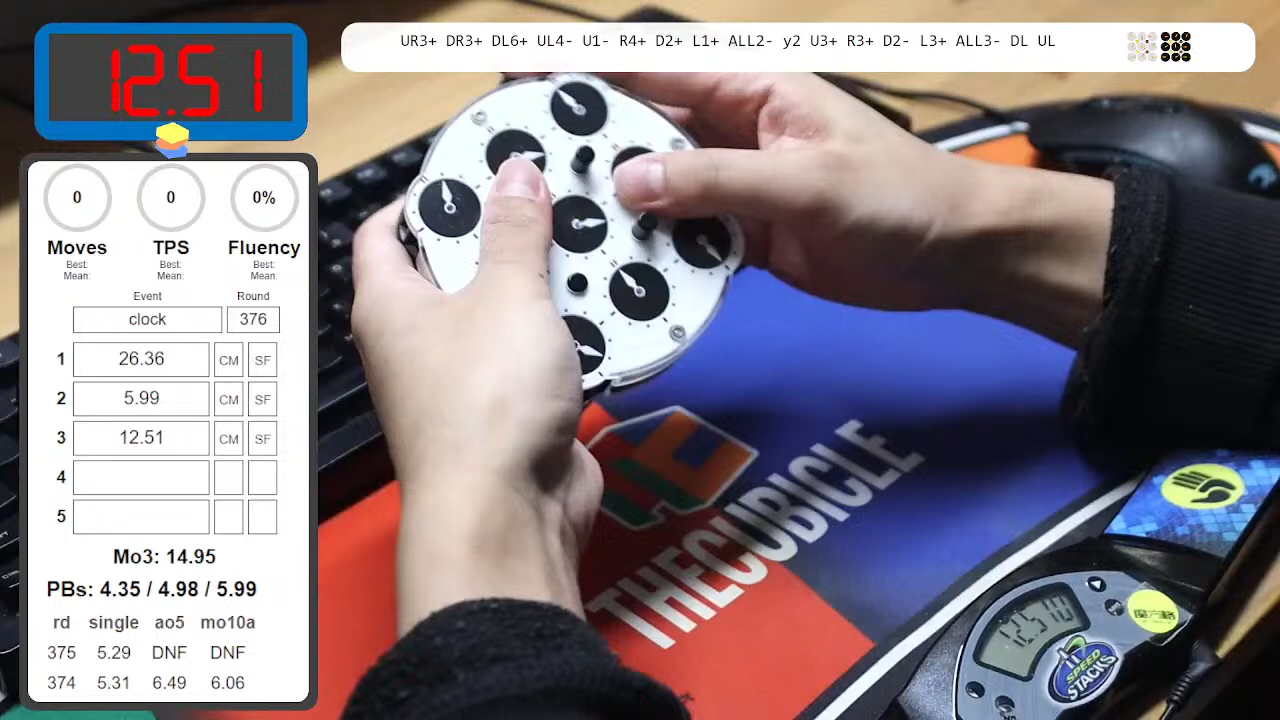 12.51
UR3+ DR3+ DL6+ UL4- U1- R4+ D2+ L1+ ALL2- y2 U3+ R3+ D2- L3+ ALL3- DL UL
0 0 0%
Moves TPS Fluency
Best: Best: Best:
Mean: Mean: Mean:
Event Round
clock 376
1 26.36 CM SF
2 5.99 CM SF
3 12.51 CM SF
4
5
Mo3: 14.95
PBs: 4.35 / 4.98 / 5.99
rd single ao5 mo10a
375 5.29 DNF DNF
374 5.31 6.49 6.06
THECUBICLE
12.510
SPEED
STACKS